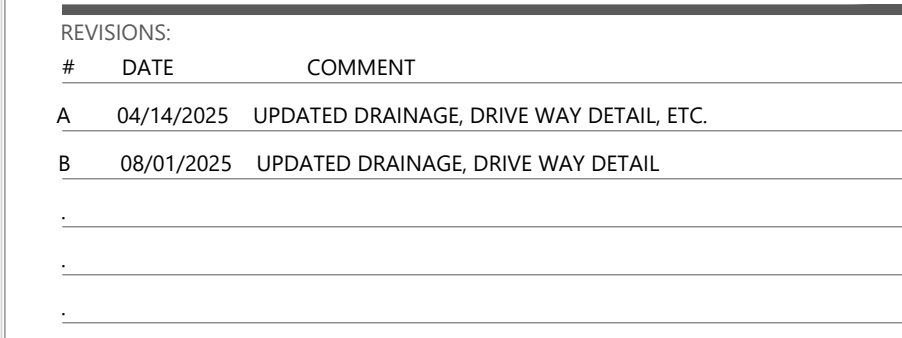 REVISIONS:
# DATE COMMENT
A 04/14/2025 UPDATED DRAINAGE, DRIVE WAY DETAIL, ETC.
B 08/01/2025 UPDATED DRAINAGE, DRIVE WAY DETAIL
.
.
.